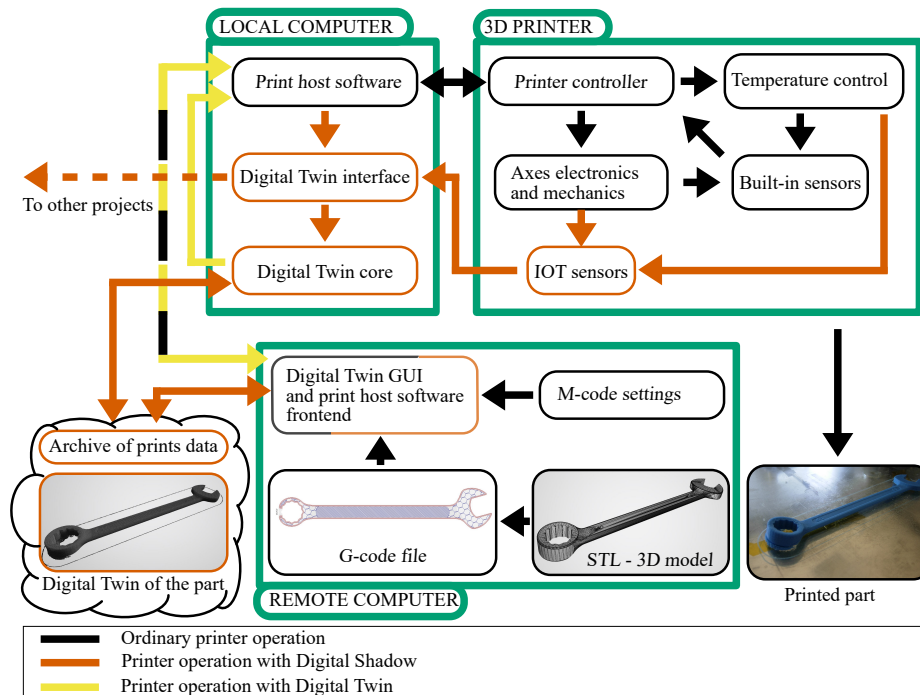 LOCAL COMPUTER
3D PRINTER
Print host software
Printer controller
Temperature control
Digital Twin interface
Axes electronics
and mechanics
Built-in sensors
To other projects
Digital Twin core
IOT sensors
Digital Twin GUI
and print host software
frontend
M-code settings
Archive of prints data
G-code file
STL - 3D model
Digital Twin of the part
Printed part
REMOTE COMPUTER
Ordinary printer operation
Printer operation with Digital Shadow
Printer operation with Digital Twin